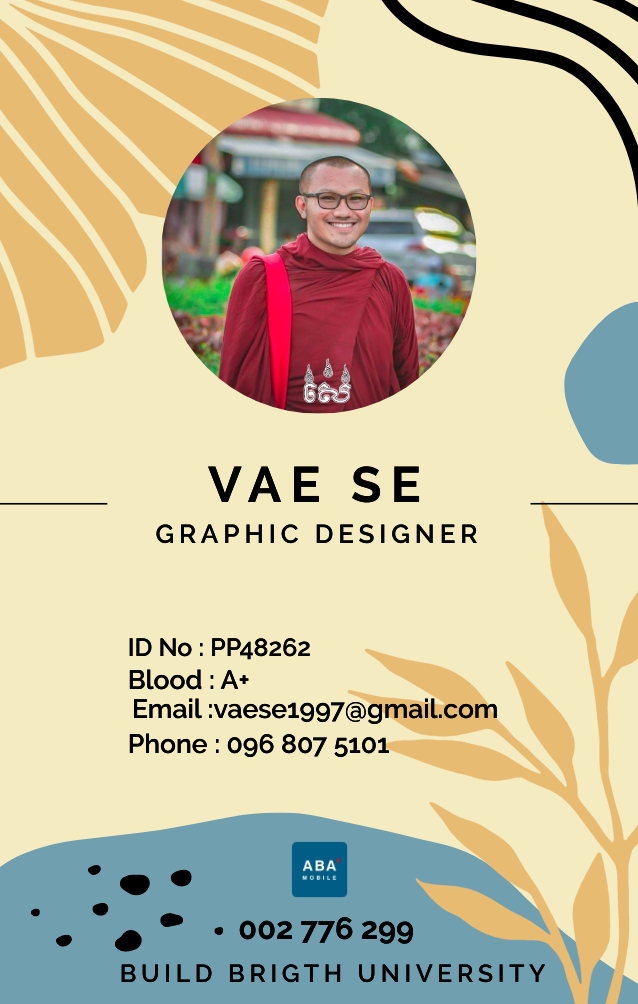 VAE SE
GRAPHIC DESIGNER
ID No : PP48262
Blood : A+
Email :vaese1997@gmail.com
Phone : 096 807 5101
ABA'
MOBILE
002 776 299
BUILD BRIGTH UNIVERSITY